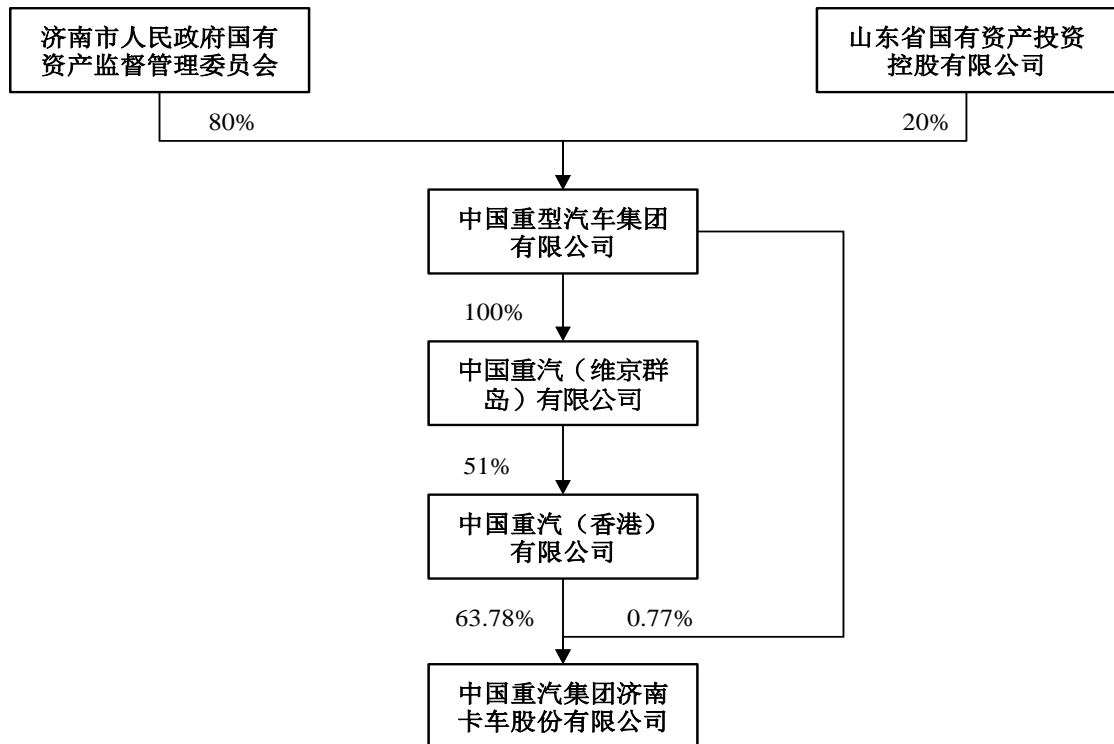 济南市人民政府国有
资产监督管理委员会
山东省国有资产投资
控股有限公司
80%
20%
中国重型汽车集团
有限公司
100%
中国重汽（维京群
岛）有限公司
51%
中国重汽（香港）
有限公司
63.78%
0.77%
中国重汽集团济南
卡车股份有限公司